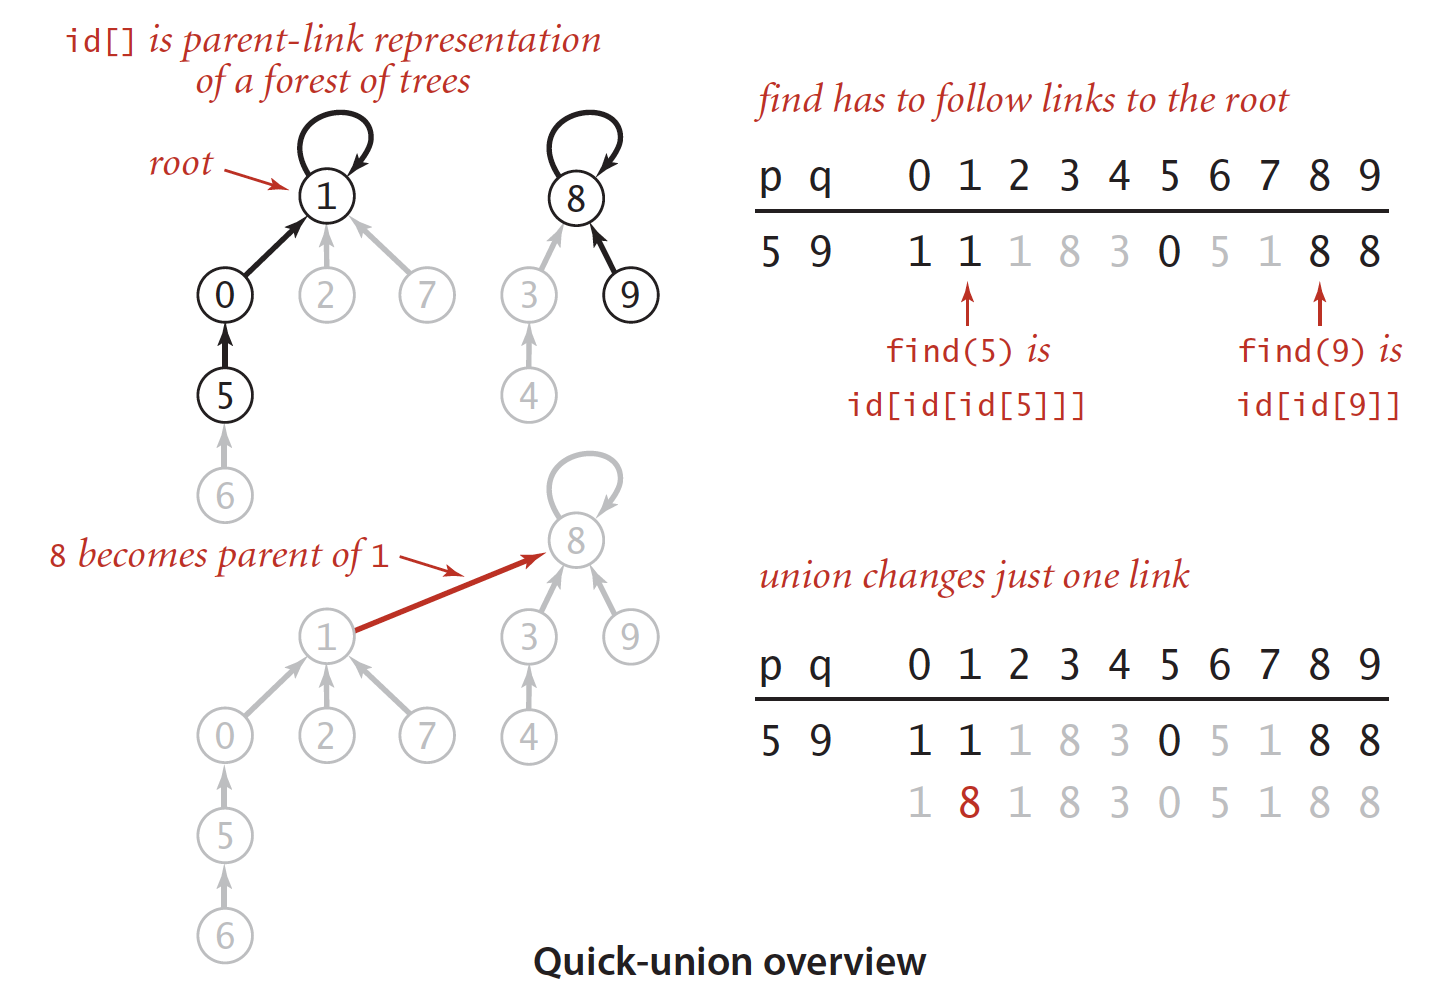 id[] is parent-link representation
of a forest of trees
root
1
8
0 2 7 3 9
5 4
6
find has to follow links to the root
p q 0 1 2 3 4 5 6 7 8 9
5 9 1 1 1 8 3 0 5 1 8 8
find(5) is
id[id[id[5]]]
find(9) is
id[id[9]]
8 becomes parent of 1
8
1 3 9
0 2 7 4
5
6
union changes just one link
p q 0 1 2 3 4 5 6 7 8 9
5 9 1 1 1 8 3 0 5 1 8 8
1 8 1 8 3 0 5 1 8 8
Quick-union overview